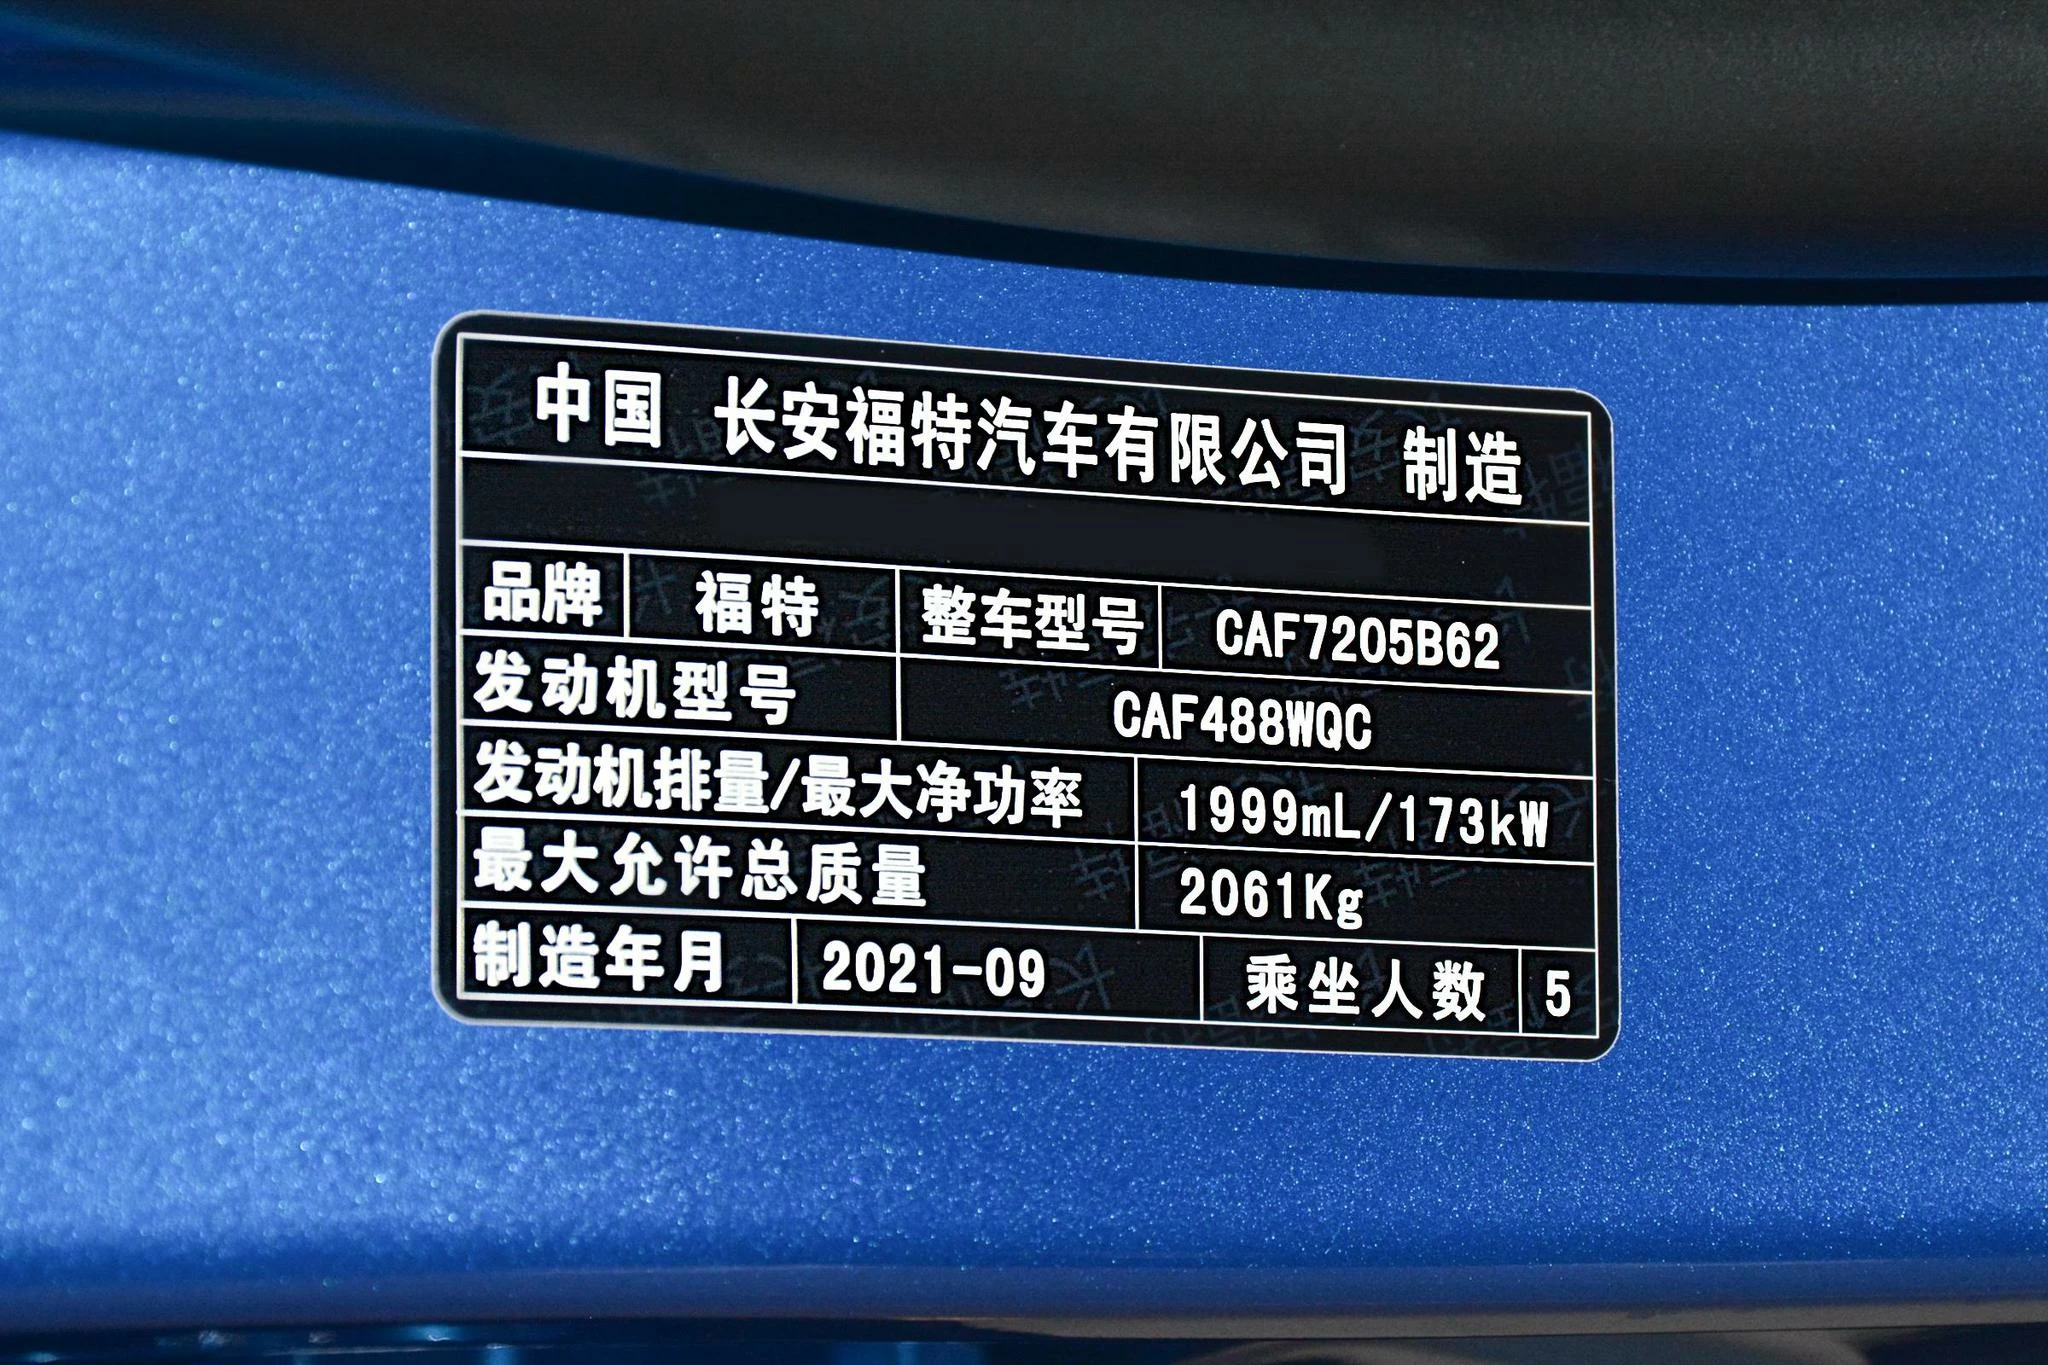 中国 长安福特汽车有限公司 制造
品牌 福特 整车型号 CAF7205B62
发动机型号 CAF488WQC
发动机排量/最大净功率 1999mL/173kW
最大允许总质量 2061Kg
制造年月 2021-09 乘坐人数 5